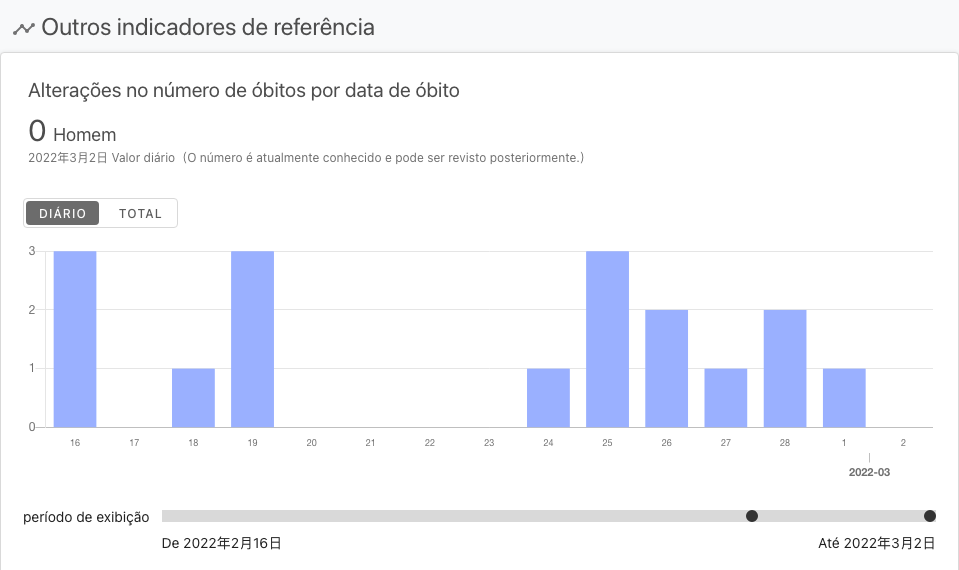 Outros indicadores de referência
Alterações no número de óbitos por data de óbito
0 Homem
2022年3月2日 Valor diário (O número é atualmente conhecido e pode ser revisto posteriormente.)
DIÁRIO TOTAL
3
2
1
0
16 17 18 19 20 21 22 23 24 25 26 27 28 1 2
2022-03
período de exibição
De 2022年2月16日 Até 2022年3月2日